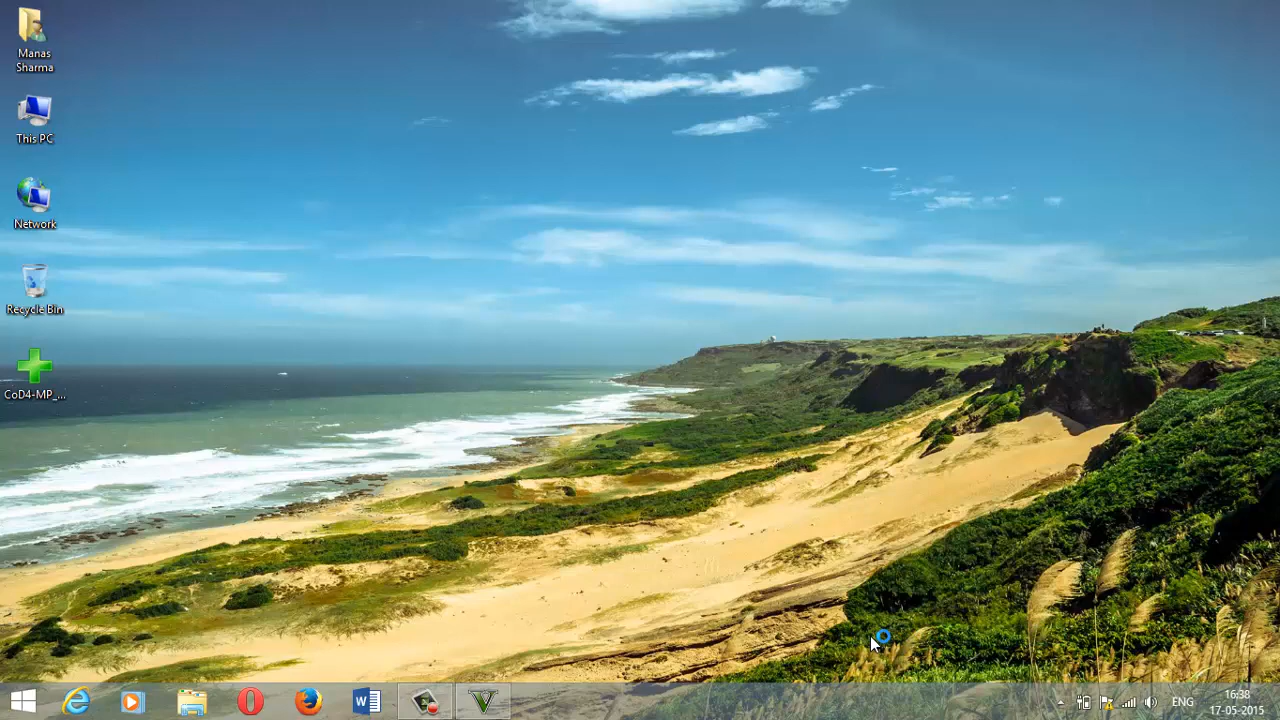 Manas
Sharma
This PC
Network
Recycle Bin
CoD4-MP_...
W
V
ENG
16:38
17-05-2015